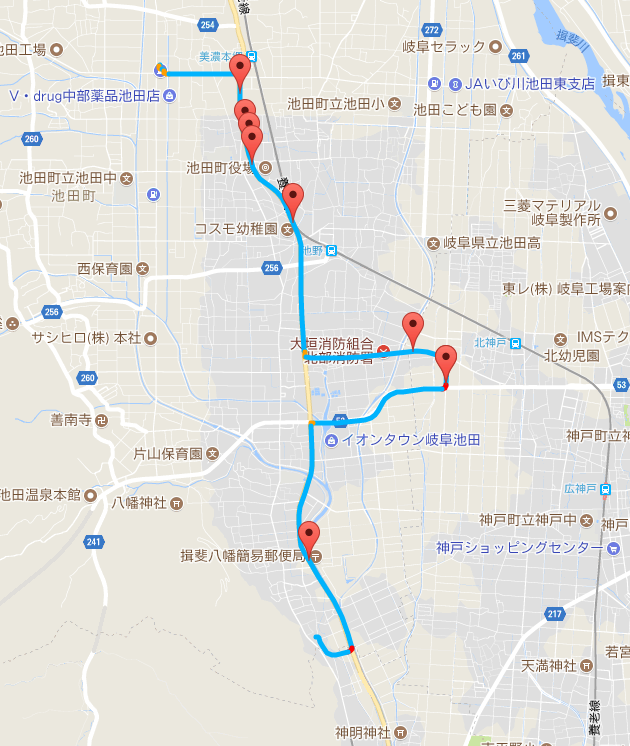 線
254
272
池田工場
美濃本郷
岐阜セラック
揖斐川
261
V・drug中部薬品池田店
JAいび川池田東支店
揖東
池田町立池田小
池田こども園
260
池田町役場
池田町立池田中
池田町
養
三菱マテリアル
岐阜製作所
コスモ幼稚園
岐阜県立池田高
池野
西保育園
256
東レ(株) 岐阜工場案内
256
サシヒロ(株) 本社
大垣消防組合
北部消防署
北神戸
IMSテク
北幼児園
260
53
善南寺
53
イオンタウン岐阜池田
神戸町立神
片山保育園
池田温泉本館
八幡神社
広神戸
神戸町立神戸中
神戸
241
揖斐八幡簡易郵便局
神戸ショッピングセンター
217
若宮
天満神社
養老線
神明神社